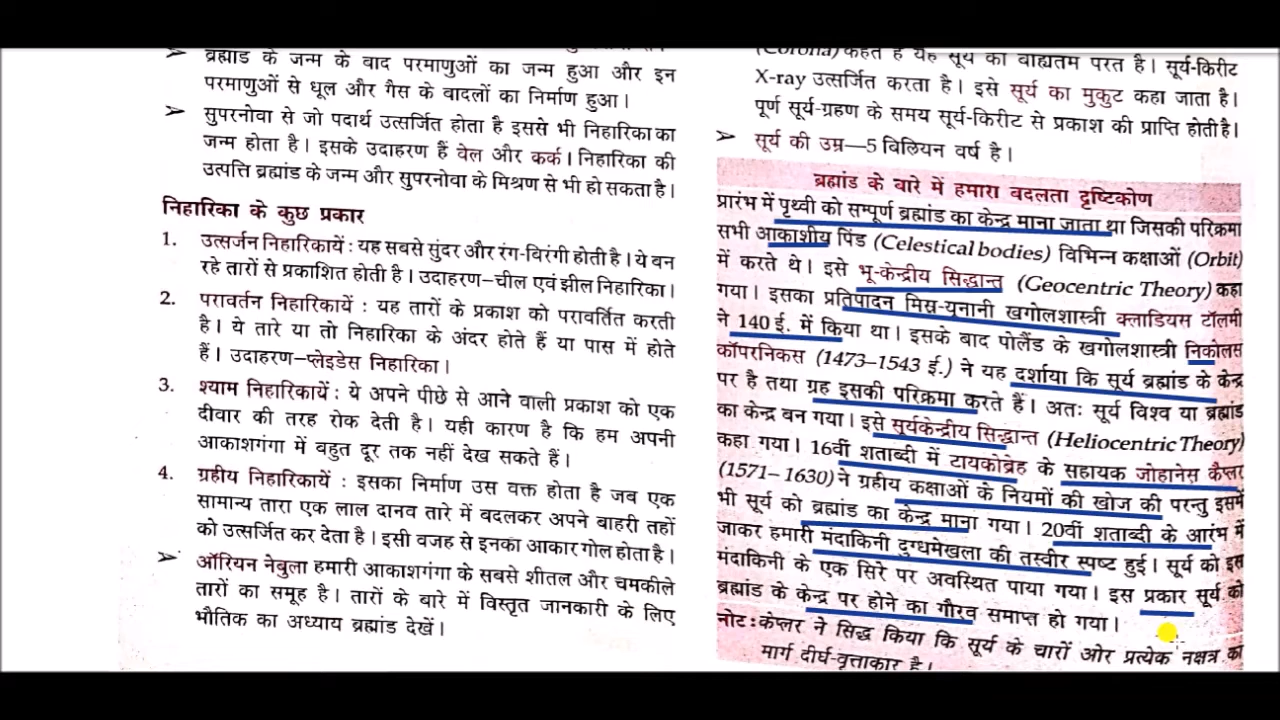 ब्रह्मांड के जन्म के बाद परमाणुओं का जन्म हुआ और इन
परमाणुओं से धूल और गैस के बादलों का निर्माण हुआ।
सुपरनोवा से जो पदार्थ उत्सर्जित होता है इससे भी निहारिका का
जन्म होता है। इसके उदाहरण हैं वेल और कर्क। निहारिका की
उत्पत्ति ब्रह्मांड के जन्म और सुपरनोवा के मिश्रण से भी हो सकता है।
निहारिका के कुछ प्रकार
1. उत्सर्जन निहारिकायें : यह सबसे सुंदर और रंग-बिरंगी होती है। ये बन
रहे तारों से प्रकाशित होती है। उदाहरण–चील एवं झील निहारिका।
2. परावर्तन निहारिकायें : यह तारों के प्रकाश को परावर्तित करती
है। ये तारे या तो निहारिका के अंदर होते हैं या पास में होते
हैं। उदाहरण–प्लेइडेस निहारिका।
3. श्याम निहारिकायें : ये अपने पीछे से आने वाली प्रकाश को एक
दीवार की तरह रोक देती है। यही कारण है कि हम अपनी
आकाशगंगा में बहुत दूर तक नहीं देख सकते हैं।
4. ग्रहीय निहारिकायें : इसका निर्माण उस वक्त होता है जब एक
सामान्य तारा एक लाल दानव तारे में बदलकर अपने बाहरी तहों
को उत्सर्जित कर देता है। इसी वजह से इनका आकार गोल होता है।
ऑरियन नेबुला हमारी आकाशगंगा के सबसे शीतल और चमकीले
तारों का समूह है। तारों के बारे में विस्तृत जानकारी के लिए
भौतिक का अध्याय ब्रह्मांड देखें।
(Corona) कहते हैं यह सूर्य का बाह्यतम परत है। सूर्य-किरीट
X-ray उत्सर्जित करता है। इसे सूर्य का मुकुट कहा जाता है।
पूर्ण सूर्य-ग्रहण के समय सूर्य-किरीट से प्रकाश की प्राप्ति होती है।
सूर्य की उम्र—5 विलियन वर्ष है।
ब्रह्मांड के बारे में हमारा बदलता दृष्टिकोण
प्रारंभ में पृथ्वी को सम्पूर्ण ब्रह्मांड का केन्द्र माना जाता था जिसकी परिक्रमा
सभी आकाशीय पिंड (Celestical bodies) विभिन्न कक्षाओं (Orbit)
में करते थे। इसे भू-केन्द्रीय सिद्धान्त (Geocentric Theory) कहा
गया। इसका प्रतिपादन मिस्र-यूनानी खगोलशास्त्री क्लाडियस टॉलमी
ने 140 ई. में किया था। इसके बाद पोलैंड के खगोलशास्त्री निकोलस
कॉपरनिकस (1473–1543 ई.) ने यह दर्शाया कि सूर्य ब्रह्मांड के केन्द्र
पर है तथा ग्रह इसकी परिक्रमा करते हैं। अतः सूर्य विश्व या ब्रह्मांड
का केन्द्र बन गया। इसे सूर्यकेन्द्रीय सिद्धान्त (Heliocentric Theory)
कहा गया। 16वीं शताब्दी में टायकोब्रेह के सहायक जोहानेस कैप्लर
(1571–1630) ने ग्रहीय कक्षाओं के नियमों की खोज की परन्तु इसमें
भी सूर्य को ब्रह्मांड का केन्द्र माना गया। 20वीं शताब्दी के आरंभ में
जाकर हमारी मंदाकिनी दुग्धमेखला की तस्वीर स्पष्ट हुई। सूर्य को इस
मंदाकिनी के एक सिरे पर अवस्थित पाया गया। इस प्रकार सूर्य को
ब्रह्मांड के केन्द्र पर होने का गौरव समाप्त हो गया।
नोट : केप्लर ने सिद्ध किया कि सूर्य के चारों ओर प्रत्येक नक्षत्र का
मार्ग दीर्घ-वृत्ताकार है।